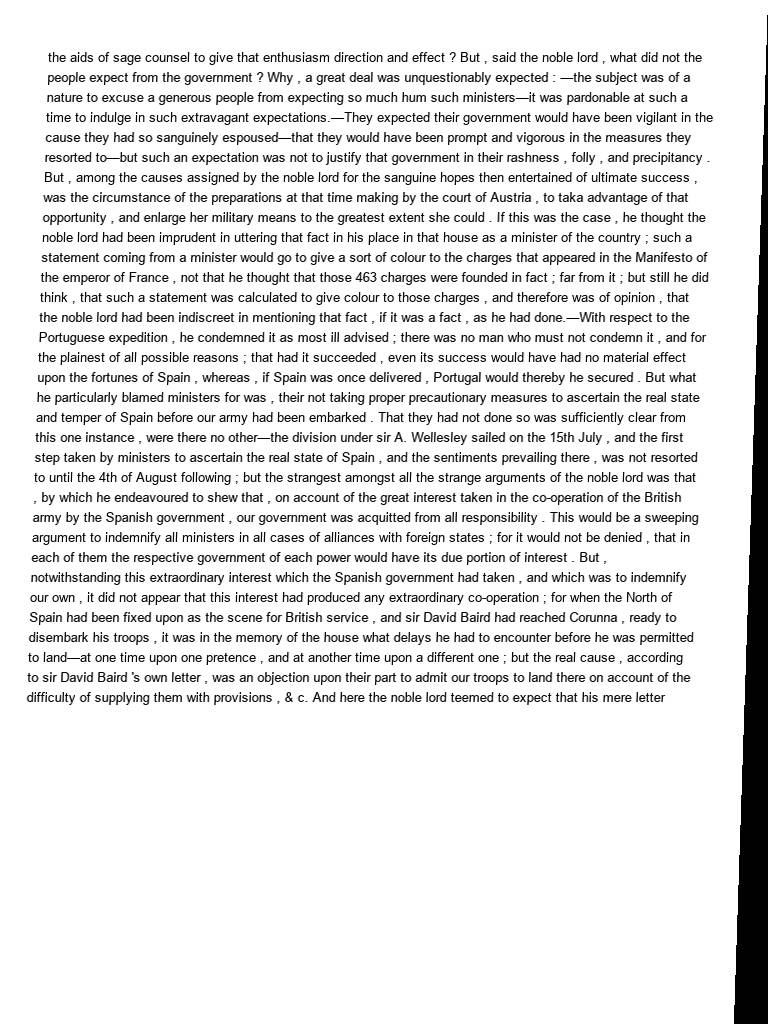 the aids of sage counsel to give that enthusiasm direction and effect ? But , said the noble lord , what did not the
people expect from the government ? Why , a great deal was unquestionably expected : —the subject was of a
nature to excuse a generous people from expecting so much hum such ministers—it was pardonable at such a
time to indulge in such extravagant expectations.—They expected their government would have been vigilant in the
cause they had so sanguinely espoused—that they would have been prompt and vigorous in the measures they
resorted to—but such an expectation was not to justify that government in their rashness , folly , and precipitancy .
But , among the causes assigned by the noble lord for the sanguine hopes then entertained of ultimate success ,
was the circumstance of the preparations at that time making by the court of Austria , to taka advantage of that
opportunity , and enlarge her military means to the greatest extent she could . If this was the case , he thought the
noble lord had been imprudent in uttering that fact in his place in that house as a minister of the country ; such a
statement coming from a minister would go to give a sort of colour to the charges that appeared in the Manifesto of
the emperor of France , not that he thought that those 463 charges were founded in fact ; far from it ; but still he did
think , that such a statement was calculated to give colour to those charges , and therefore was of opinion , that
the noble lord had been indiscreet in mentioning that fact , if it was a fact , as he had done.—With respect to the
Portuguese expedition , he condemned it as most ill advised ; there was no man who must not condemn it , and for
the plainest of all possible reasons ; that had it succeeded , even its success would have had no material effect
upon the fortunes of Spain , whereas , if Spain was once delivered , Portugal would thereby he secured . But what
he particularly blamed ministers for was , their not taking proper precautionary measures to ascertain the real state
and temper of Spain before our army had been embarked . That they had not done so was sufficiently clear from
this one instance , were there no other—the division under sir A. Wellesley sailed on the 15th July , and the first
step taken by ministers to ascertain the real state of Spain , and the sentiments prevailing there , was not resorted
to until the 4th of August following ; but the strangest amongst all the strange arguments of the noble lord was that
, by which he endeavoured to shew that , on account of the great interest taken in the co-operation of the British
army by the Spanish government , our government was acquitted from all responsibility . This would be a sweeping
argument to indemnify all ministers in all cases of alliances with foreign states ; for it would not be denied , that in
each of them the respective government of each power would have its due portion of interest . But ,
notwithstanding this extraordinary interest which the Spanish government had taken , and which was to indemnify
our own , it did not appear that this interest had produced any extraordinary co-operation ; for when the North of
Spain had been fixed upon as the scene for British service , and sir David Baird had reached Corunna , ready to
disembark his troops , it was in the memory of the house what delays he had to encounter before he was permitted
to land—at one time upon one pretence , and at another time upon a different one ; but the real cause , according
to sir David Baird 's own letter , was an objection upon their part to admit our troops to land there on account of the
difficulty of supplying them with provisions , & c. And here the noble lord teemed to expect that his mere letter